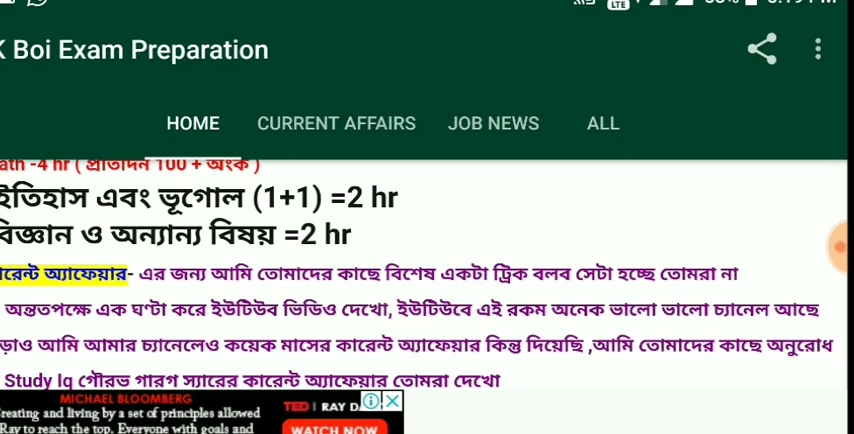 LTE
K Boi Exam Preparation
HOME CURRENT AFFAIRS JOB NEWS ALL
ath -4 hr ( প্রতিদিন 100 + অংক )
ইতিহাস এবং ভূগোল (1+1) =2 hr
বিজ্ঞান ও অন্যান্য বিষয় =2 hr
ারেন্ট অ্যাফেয়ার- এর জন্য আমি তোমাদের কাছে বিশেষ একটা ট্রিক বলব সেটা হচ্ছে তোমরা না
অন্ততপক্ষে এক ঘণ্টা করে ইউটিউব ভিডিও দেখো, ইউটিউবে এই রকম অনেক ভালো ভালো চ্যানেল আছে
ড়াও আমি আমার চ্যানেলেও কয়েক মাসের কারেন্ট অ্যাফেয়ার কিন্তু দিয়েছি ,আমি তোমাদের কাছে অনুরোধ
Study Iq গৌরভ গারগ স্যারের কারেন্ট অ্যাফেয়ার তোমরা দেখো
MICHAEL BLOOMBERG
reating and living by a set of principles allowed
Ray to reach the top. Everyone with goals and
TED | RAY DA
WATCH NOW